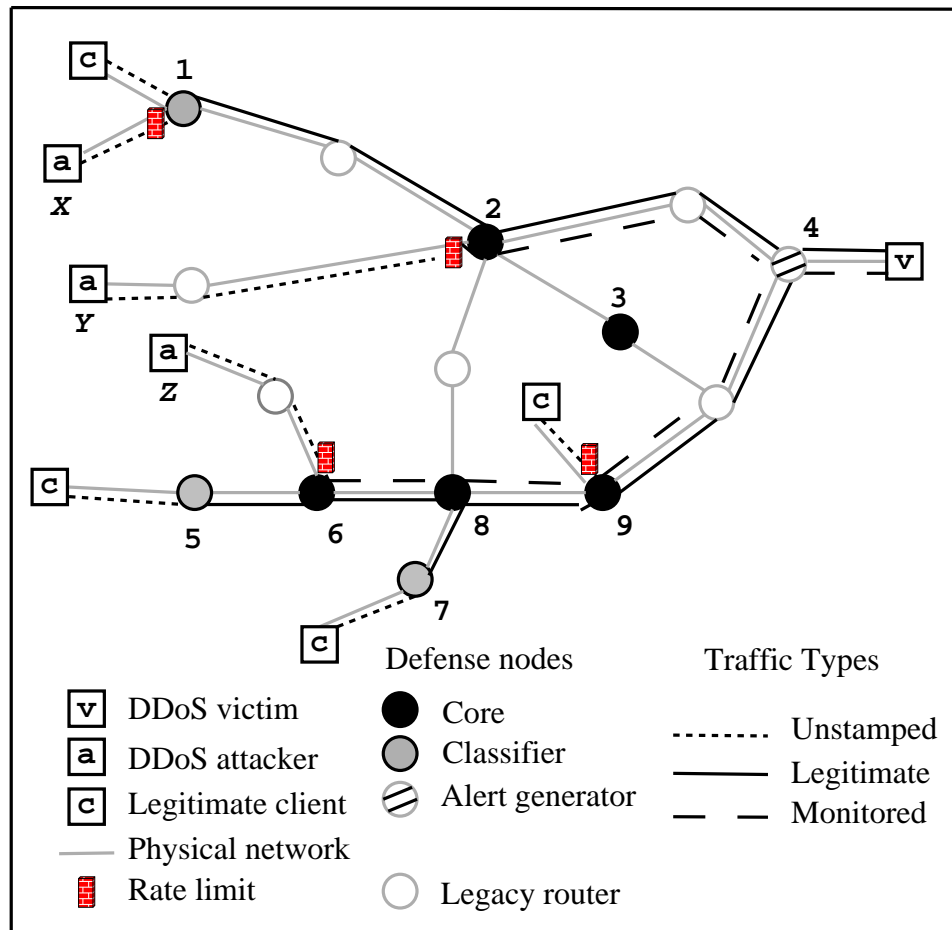 c
1
a
X
2
4
v
a
Y
3
a
Z
c
c
5
6
8
9
7
c
Defense nodes
Traffic Types
v DDoS victim
Core
Unstamped
a DDoS attacker
Classifier
Legitimate
c Legitimate client
Alert generator
Monitored
Physical network
Rate limit
Legacy router